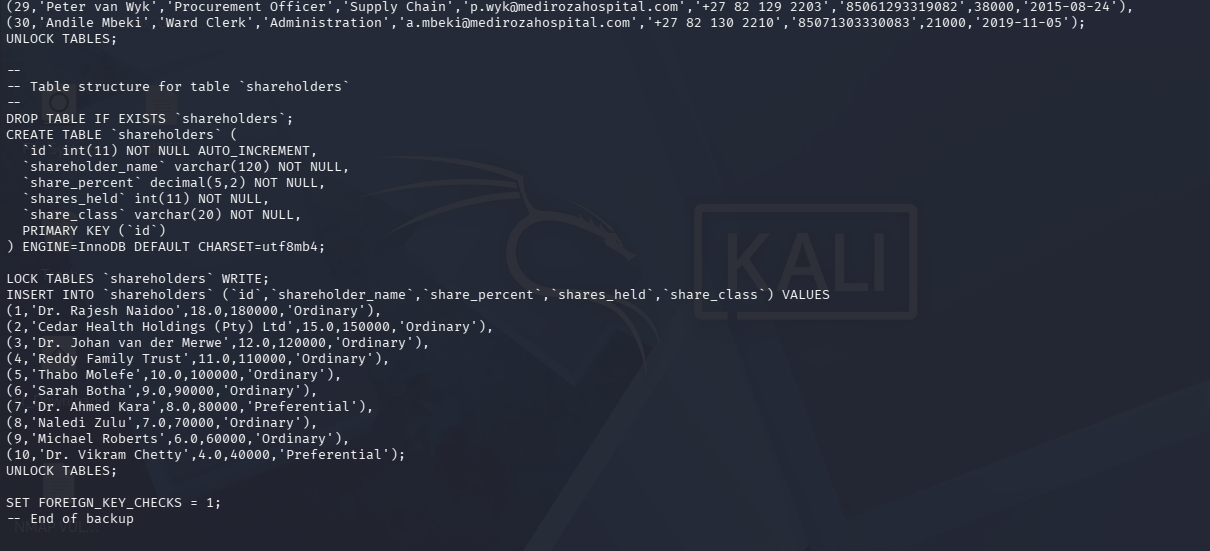 (29,'Peter van Wyk','Procurement Officer','Supply Chain','p.wyk@medirozahospital.com','+27 82 129 2203','85061293319082',38000,'2015-08-24'),
(30,'Andile Mbeki','Ward Clerk','Administration','a.mbeki@medirozahospital.com','+27 82 130 2210','85071303330083',21000,'2019-11-05');
UNLOCK TABLES;
--
-- Table structure for table `shareholders`
--
DROP TABLE IF EXISTS `shareholders`;
CREATE TABLE `shareholders` (
  `id` int(11) NOT NULL AUTO_INCREMENT,
  `shareholder_name` varchar(120) NOT NULL,
  `share_percent` decimal(5,2) NOT NULL,
  `shares_held` int(11) NOT NULL,
  `share_class` varchar(20) NOT NULL,
  PRIMARY KEY (`id`)
) ENGINE=InnoDB DEFAULT CHARSET=utf8mb4;
LOCK TABLES `shareholders` WRITE;
INSERT INTO `shareholders` (`id`,`shareholder_name`,`share_percent`,`shares_held`,`share_class`) VALUES
(1,'Dr. Rajesh Naidoo',18.0,180000,'Ordinary'),
(2,'Cedar Health Holdings (Pty) Ltd',15.0,150000,'Ordinary'),
(3,'Dr. Johan van der Merwe',12.0,120000,'Ordinary'),
(4,'Reddy Family Trust',11.0,110000,'Ordinary'),
(5,'Thabo Molefe',10.0,100000,'Ordinary'),
(6,'Sarah Botha',9.0,90000,'Ordinary'),
(7,'Dr. Ahmed Kara',8.0,80000,'Preferential'),
(8,'Naledi Zulu',7.0,70000,'Ordinary'),
(9,'Michael Roberts',6.0,60000,'Ordinary'),
(10,'Dr. Vikram Chetty',4.0,40000,'Preferential');
UNLOCK TABLES;
SET FOREIGN_KEY_CHECKS = 1;
-- End of backup
KALI